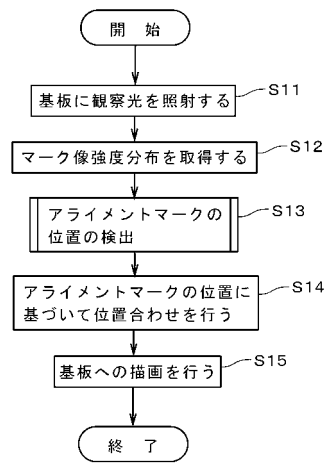 開 始
基板に観察光を照射する
S11
マーク像強度分布を取得する
S12
アライメントマークの
位置の検出
S13
アライメントマークの位置に
基づいて位置合わせを行う
S14
基板への描画を行う
S15
終 了